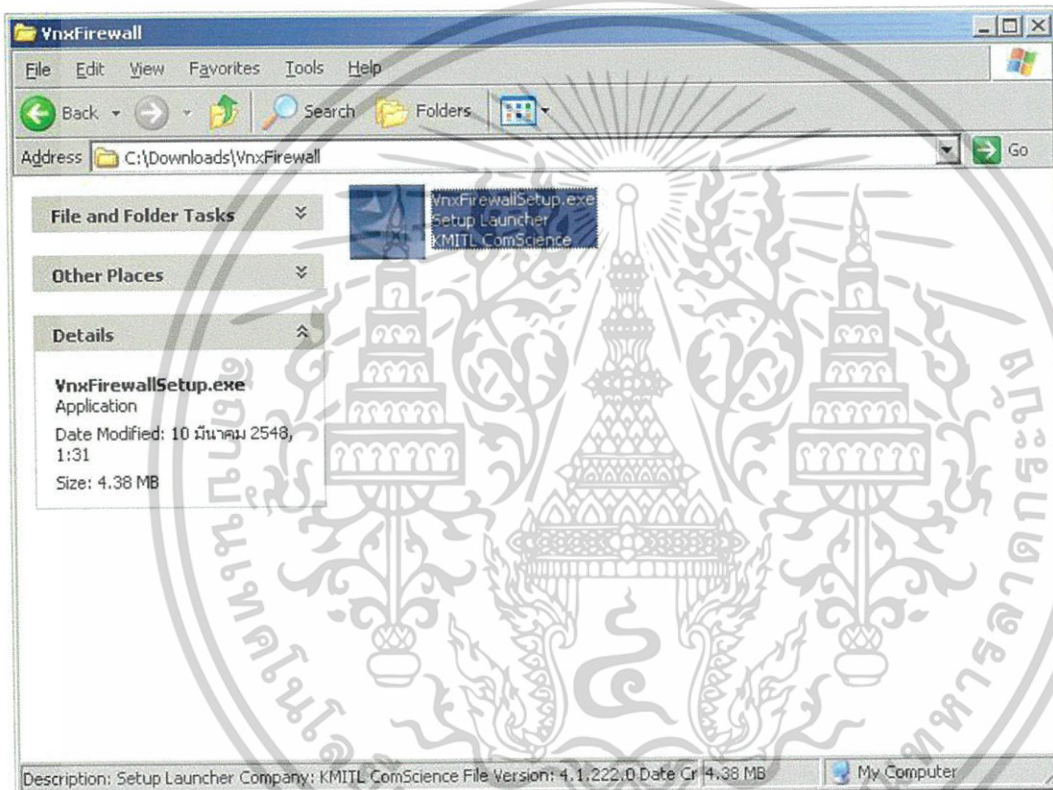 VnxFirewall
File Edit View Favorites Tools Help
Back Search Folders
Address C:\Downloads\VnxFirewall Go
File and Folder Tasks
Other Places
Details
VnxFirewallSetup.exe
Application
Date Modified: 10 มีนาคม 2548,
1:31
Size: 4.38 MB
VnxFirewallSetup.exe
Setup Launcher
KMITL ComScience
Description: Setup Launcher Company: KMITL ComScience File Version: 4.1.222.0 Date Cr 4.38 MB My Computer